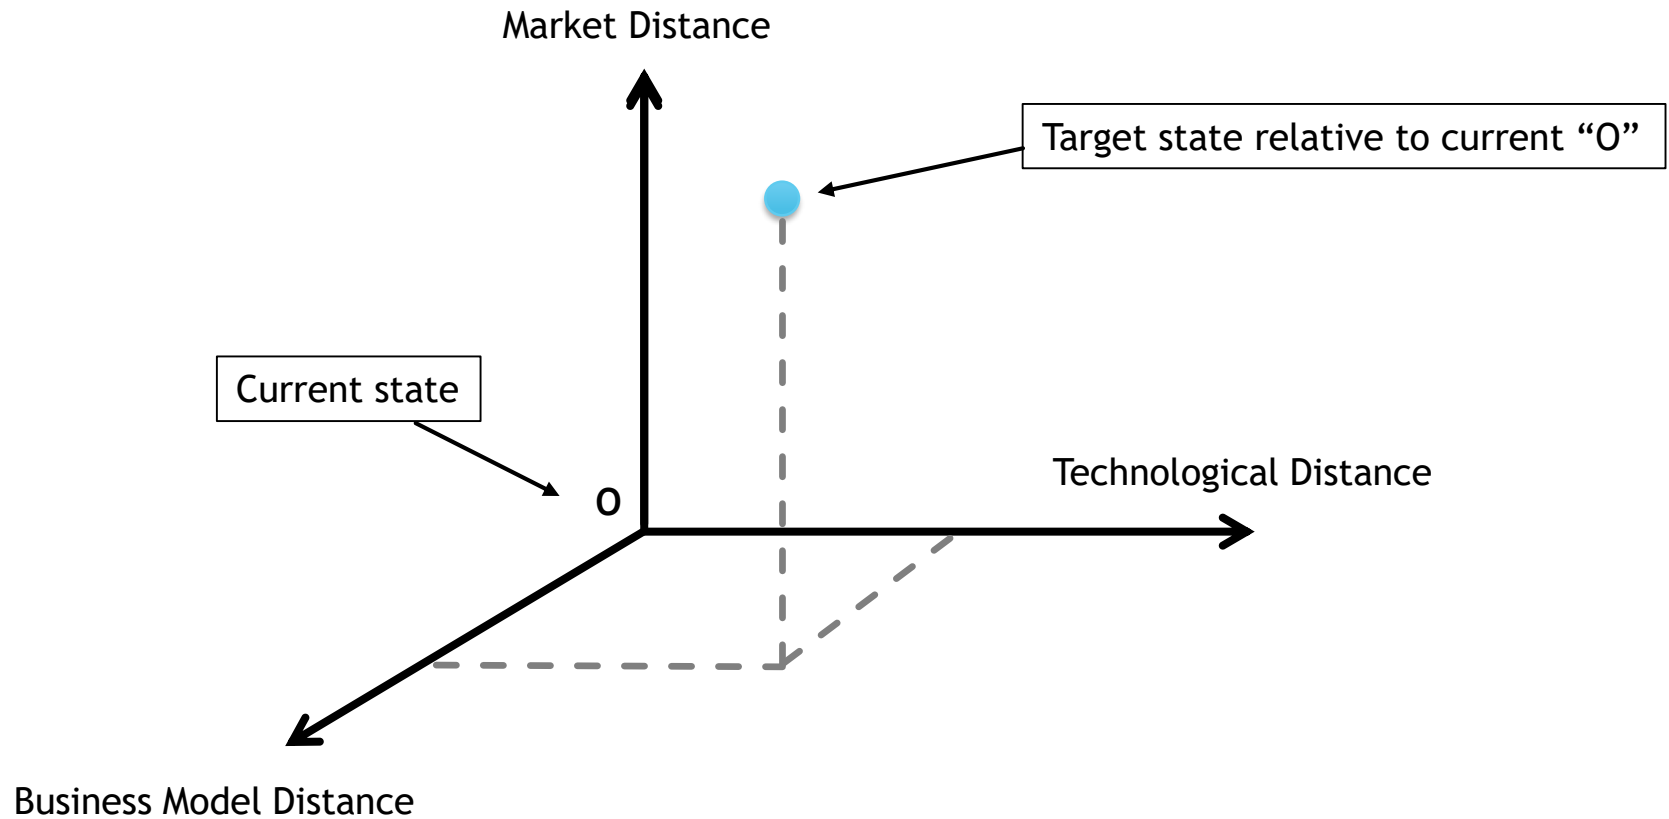 Market Distance
Target state relative to current “O”
Current state
O
Technological Distance
Business Model Distance